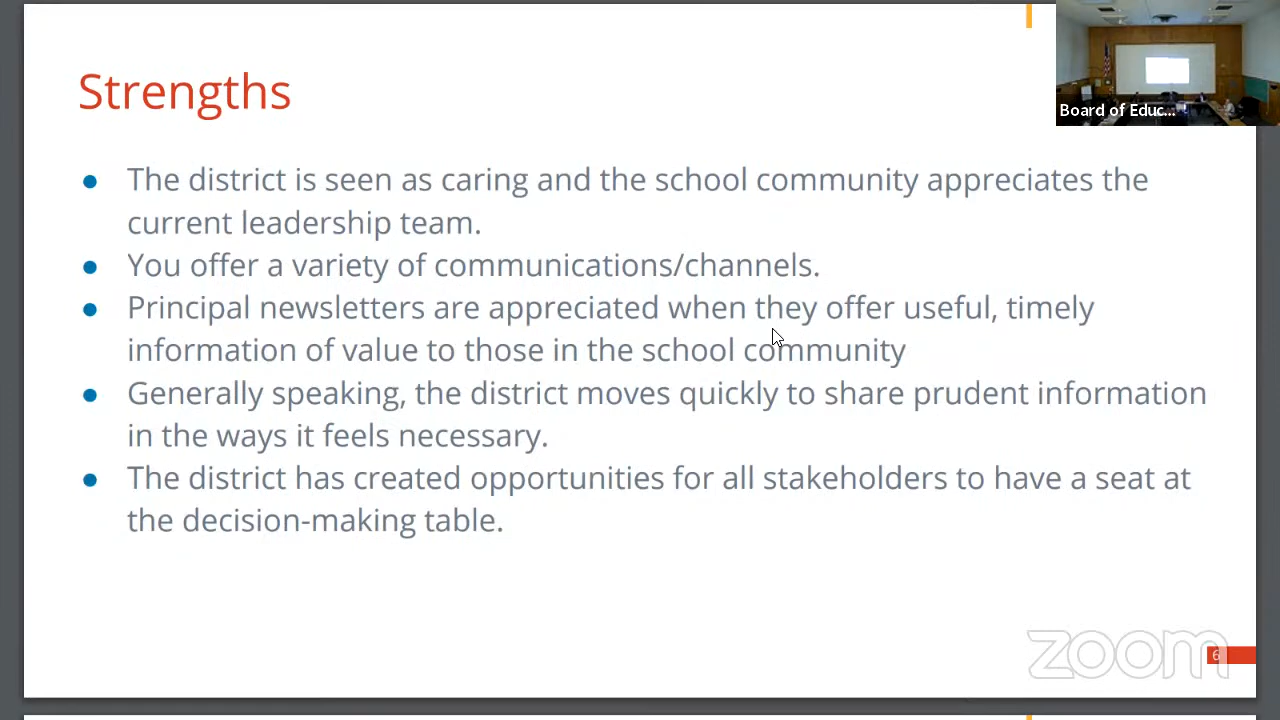 Strengths
Board of Educ...
● The district is seen as caring and the school community appreciates the
current leadership team.
● You offer a variety of communications/channels.
● Principal newsletters are appreciated when they offer useful, timely
information of value to those in the school community
● Generally speaking, the district moves quickly to share prudent information
in the ways it feels necessary.
● The district has created opportunities for all stakeholders to have a seat at
the decision-making table.
zoom
6